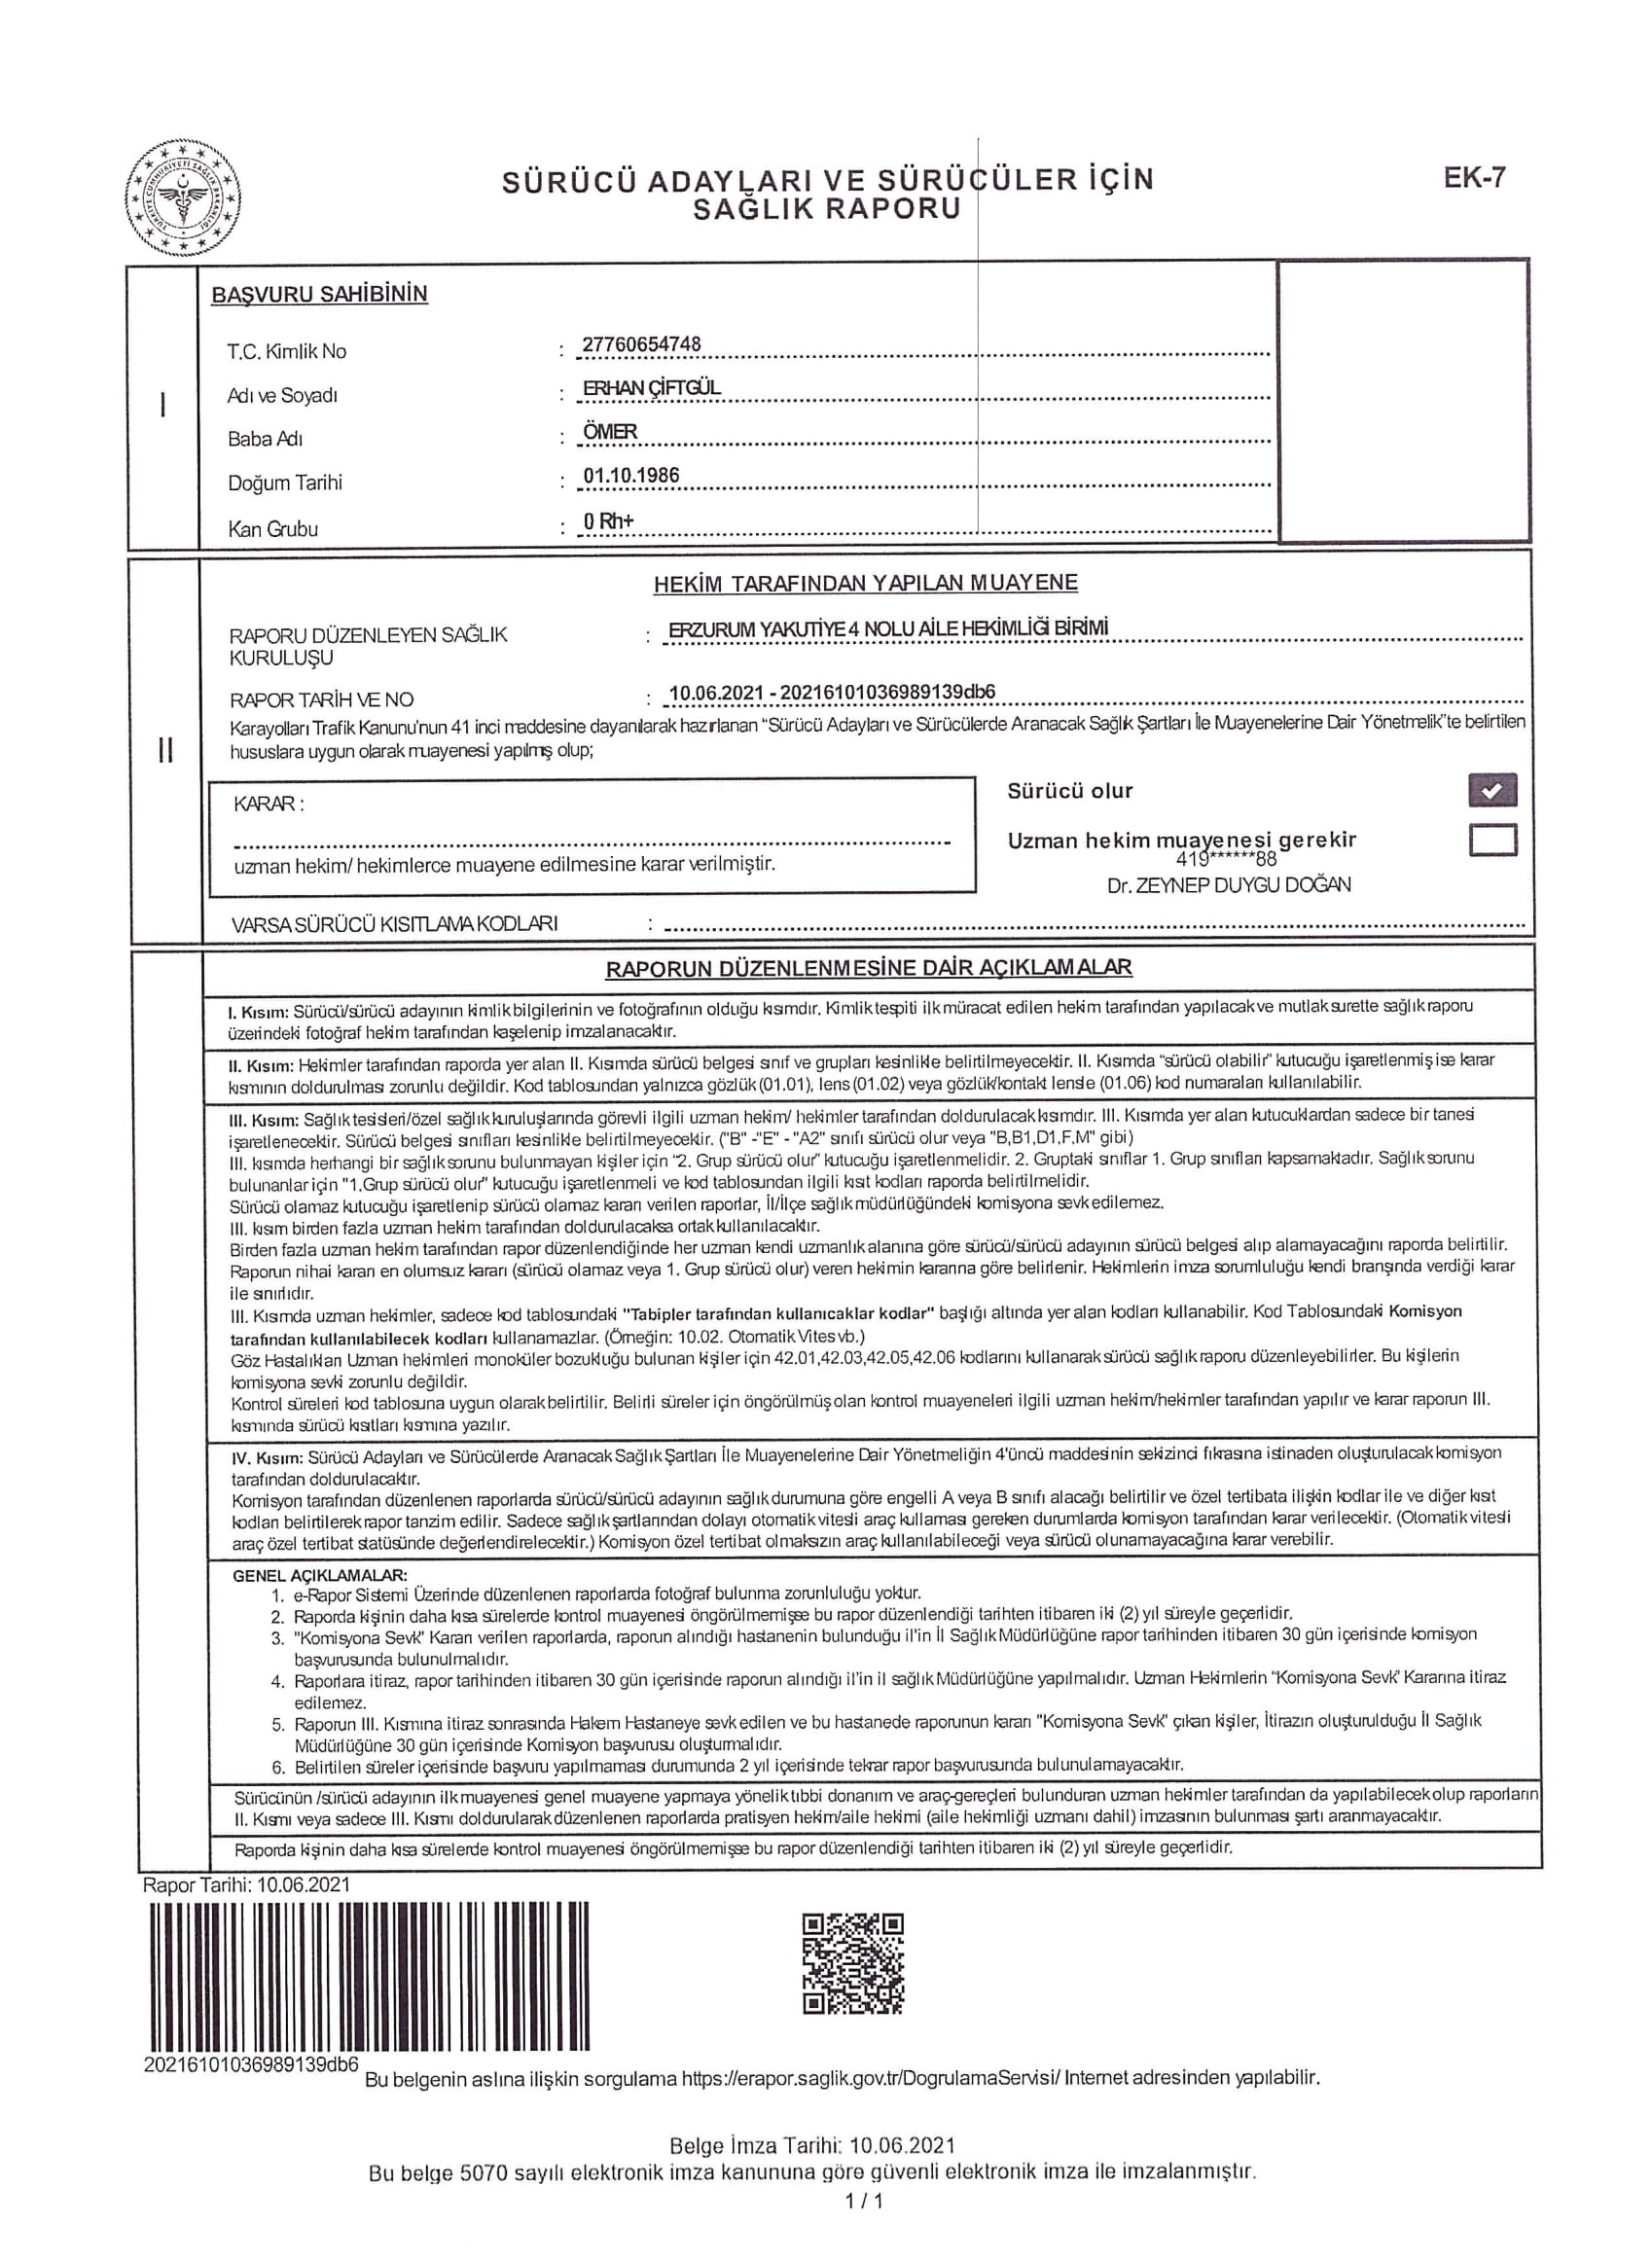 SÜRÜCÜ ADAYLARI VE SÜRÜCÜLER İÇİN
SAĞLIK RAPORU
EK-7
I
BAŞVURU SAHİBİNİN
T.C. Kimlik No : 27760654748
Adı ve Soyadı : ERHAN ÇİFTGÜL
Baba Adı : ÖMER
Doğum Tarihi : 01.10.1986
Kan Grubu : 0 Rh+
II
HEKİM TARAFINDAN YAPILAN MUAYENE
RAPORU DÜZENLEYEN SAĞLIK : ERZURUM YAKUTİYE 4 NOLU AİLE HEKİMLİĞİ BİRİMİ
KURULUŞU
RAPOR TARİH VE NO : 10.06.2021 - 20216101036989139db6
Karayolları Trafik Kanunu'nun 41 inci maddesine dayanılarak hazırlanan "Sürücü Adayları ve Sürücülerde Aranacak Sağlık Şartları İle Muayenelerine Dair Yönetmelik'te belirtilen
hususlara uygun olarak muayenesi yapılmış olup;
KARAR :
uzman hekim/ hekimlerce muayene edilmesine karar verilmiştir.
Sürücü olur
Uzman hekim muayenesi gerekir
419******88
Dr. ZEYNEP DUYGU DOĞAN
VARSA SÜRÜCÜ KISITLAMA KODLARI :
RAPORUN DÜZENLENMESİNE DAİR AÇIKLAMALAR
I. Kısım: Sürücü/sürücü adayının kimlik bilgilerinin ve fotoğrafının olduğu kısımdır. Kimlik tespiti ilk müracat edilen hekim tarafından yapılacak ve mutlak surette sağlık raporu
üzerindeki fotoğraf hekim tarafından kaşelenip imzalanacaktır.
II. Kısım: Hekimler tarafından raporda yer alan II. Kısımda sürücü belgesi sınıf ve grupları kesinlikle belirtilmeyecektir. II. Kısımda "sürücü olabilir" kutucuğu işaretlenmiş ise karar
kısmının doldurulması zorunlu değildir. Kod tablosundan yalnızca gözlük (01.01), lens (01.02) veya gözlük/kontakt lensle (01.06) kod numaraları kullanılabilir.
III. Kısım: Sağlık tesisleri/özel sağlık kuruluşlarında görevli ilgili uzman hekim/ hekimler tarafından doldurulacak kısımdır. III. Kısımda yer alan kutucuklardan sadece bir tanesi
işaretlenecektir. Sürücü belgesi sınıfları kesinlikle belirtilmeyecektir. ("B" -"E" - "A2" sınıfı sürücü olur veya "B,B1,D1,F,M" gibi)
III. kısımda herhangi bir sağlık sorunu bulunmayan kişiler için "2. Grup sürücü olur" kutucuğu işaretlenmelidir. 2. Gruptaki sınıflar 1. Grup sınıfları kapsamaktadır. Sağlık sorunu
bulunanlar için "1.Grup sürücü olur" kutucuğu işaretlenmeli ve kod tablosundan ilgili kısıt kodları raporda belirtilmelidir.
Sürücü olamaz kutucuğu işaretlenip sürücü olamaz kararı verilen raporlar, İl/İlçe sağlık müdürlüğündeki komisyona sevk edilemez.
III. kısım birden fazla uzman hekim tarafından doldurulacaksa ortak kullanılacaktır.
Birden fazla uzman hekim tarafından rapor düzenlendiğinde her uzman kendi uzmanlık alanına göre sürücü/sürücü adayının sürücü belgesi alıp alamayacağını raporda belirtilir.
Raporun nihai kararı en olumsuz kararı (sürücü olamaz veya 1. Grup sürücü olur) veren hekimin kararına göre belirlenir. Hekimlerin imza sorumluluğu kendi branşında verdiği karar
ile sınırlıdır.
III. Kısımda uzman hekimler, sadece kod tablosundaki "Tabipler tarafından kullanıcaklar kodlar" başlığı altında yer alan kodları kullanabilir. Kod Tablosundaki Komisyon
tarafından kullanılabilecek kodları kullanamazlar. (Örneğin: 10.02. Otomatik Vites vb.)
Göz Hastalıkları Uzman hekimleri monoküler bozukluğu bulunan kişiler için 42.01,42.03,42.05,42.06 kodlarını kullanarak sürücü sağlık raporu düzenleyebilirler. Bu kişilerin
komisyona sevki zorunlu değildir.
Kontrol süreleri kod tablosuna uygun olarak belirtilir. Belirli süreler için öngörülmüş olan kontrol muayeneleri ilgili uzman hekim/hekimler tarafından yapılır ve karar raporun III.
kısmında sürücü kısıtları kısmına yazılır.
IV. Kısım: Sürücü Adayları ve Sürücülerde Aranacak Sağlık Şartları İle Muayenelerine Dair Yönetmeliğin 4'üncü maddesinin sekizinci fıkrasına istinaden oluşturulacak komisyon
tarafından doldurulacaktır.
Komisyon tarafından düzenlenen raporlarda sürücü/sürücü adayının sağlık durumuna göre engelli A veya B sınıfı alacağı belirtilir ve özel tertibata ilişkin kodlar ile ve diğer kısıt
kodları belirtilerek rapor tanzim edilir. Sadece sağlık şartlarından dolayı otomatik vitesli araç kullaması gereken durumlarda komisyon tarafından karar verilecektir. (Otomatik vitesli
araç özel tertibat statüsünde değerlendirelecektir.) Komisyon özel tertibat olmaksızın araç kullanılabileceği veya sürücü olunamayacağına karar verebilir.
GENEL AÇIKLAMALAR:
1. e-Rapor Sistemi Üzerinde düzenlenen raporlarda fotoğraf bulunma zorunluluğu yoktur.
2. Raporda kişinin daha kısa sürelerde kontrol muayenesi öngörülmemişse bu rapor düzenlendiği tarihten itibaren iki (2) yıl süreyle geçerlidir.
3. "Komisyona Sevk" Kararı verilen raporlarda, raporun alındığı hastanenin bulunduğu il'in İl Sağlık Müdürlüğüne rapor tarihinden itibaren 30 gün içerisinde komisyon
başvurusunda bulunulmalıdır.
4. Raporlara itiraz, rapor tarihinden itibaren 30 gün içerisinde raporun alındığı il'in il sağlık Müdürlüğüne yapılmalıdır. Uzman Hekimlerin "Komisyona Sevk" Kararına itiraz
edilemez.
5. Raporun III. Kısmına itiraz sonrasında Hakem Hastaneye sevk edilen ve bu hastanede raporunun kararı "Komisyona Sevk" çıkan kişiler, İtirazın oluşturulduğu İl Sağlık
Müdürlüğüne 30 gün içerisinde Komisyon başvurusu oluşturmalıdır.
6. Belirtilen süreler içerisinde başvuru yapılmaması durumunda 2 yıl içerisinde tekrar rapor başvurusunda bulunulamayacaktır.
Sürücünün /sürücü adayının ilk muayenesi genel muayene yapmaya yönelik tıbbi donanım ve araç-gereçleri bulunduran uzman hekimler tarafından da yapılabilecek olup raporların
II. Kısmı veya sadece III. Kısmı doldurularak düzenlenen raporlarda pratisyen hekim/aile hekimi (aile hekimliği uzmanı dahil) imzasının bulunması şartı aranmayacaktır.
Raporda kişinin daha kısa sürelerde kontrol muayenesi öngörülmemişse bu rapor düzenlendiği tarihten itibaren iki (2) yıl süreyle geçerlidir.
Rapor Tarihi: 10.06.2021
20216101036989139db6
Bu belgenin aslına ilişkin sorgulama https://erapor.saglik.gov.tr/DogrulamaServisi/ Internet adresinden yapılabilir.
Belge İmza Tarihi: 10.06.2021
Bu belge 5070 sayılı elektronik imza kanununa göre güvenli elektronik imza ile imzalanmıştır.
1 / 1